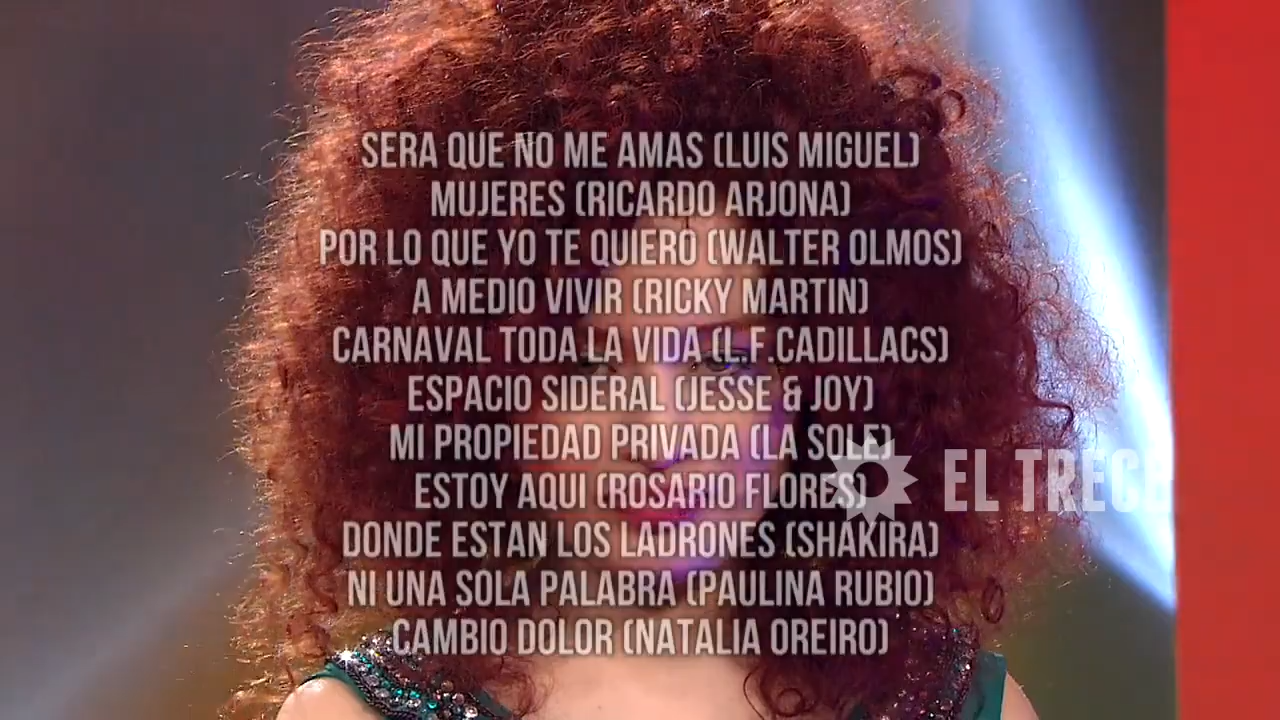 SERA QUE NO ME AMAS (LUIS MIGUEL)
MUJERES (RICARDO ARJONA)
POR LO QUE YO TE QUIERO (WALTER OLMOS)
A MEDIO VIVIR (RICKY MARTIN)
CARNAVAL TODA LA VIDA (L.F.CADILLACS)
ESPACIO SIDERAL (JESSE & JOY)
MI PROPIEDAD PRIVADA (LA SOLE)
ESTOY AQUI (ROSARIO FLORES)
EL TRECE
DONDE ESTAN LOS LADRONES (SHAKIRA)
NI UNA SOLA PALABRA (PAULINA RUBIO)
CAMBIO DOLOR (NATALIA OREIRO)